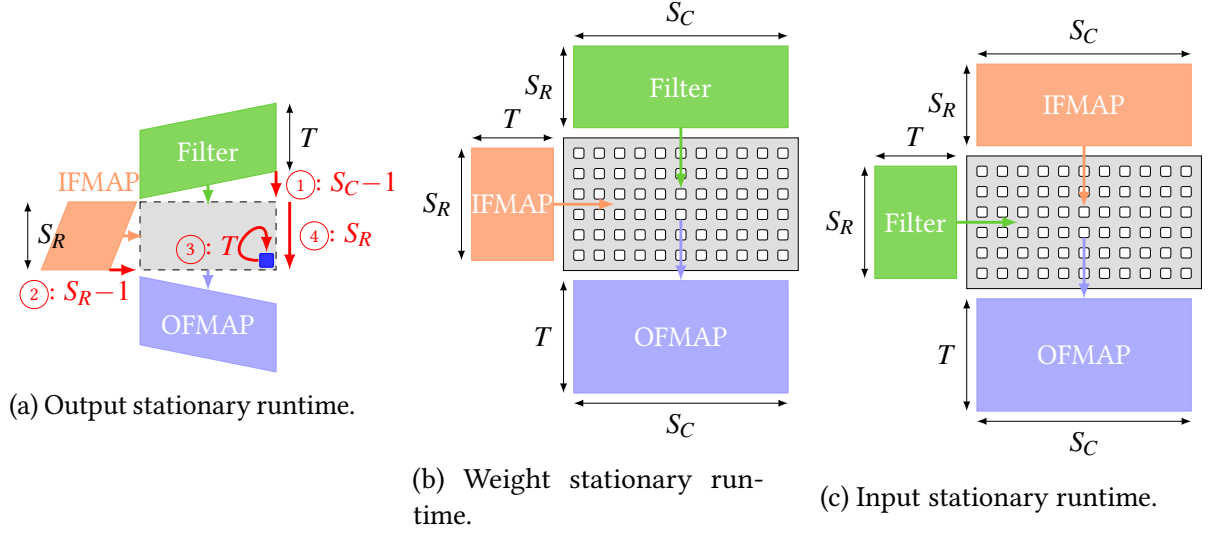 Filter
T
IFMAP
①: S_C−1
S_R
③: T
④: S_R
②: S_R−1
OFMAP
(a) Output stationary runtime.
S_C
S_R
Filter
T
S_R
IFMAP
T
OFMAP
S_C
(b) Weight stationary run-
time.
S_C
S_R
IFMAP
T
S_R
Filter
T
OFMAP
S_C
(c) Input stationary runtime.